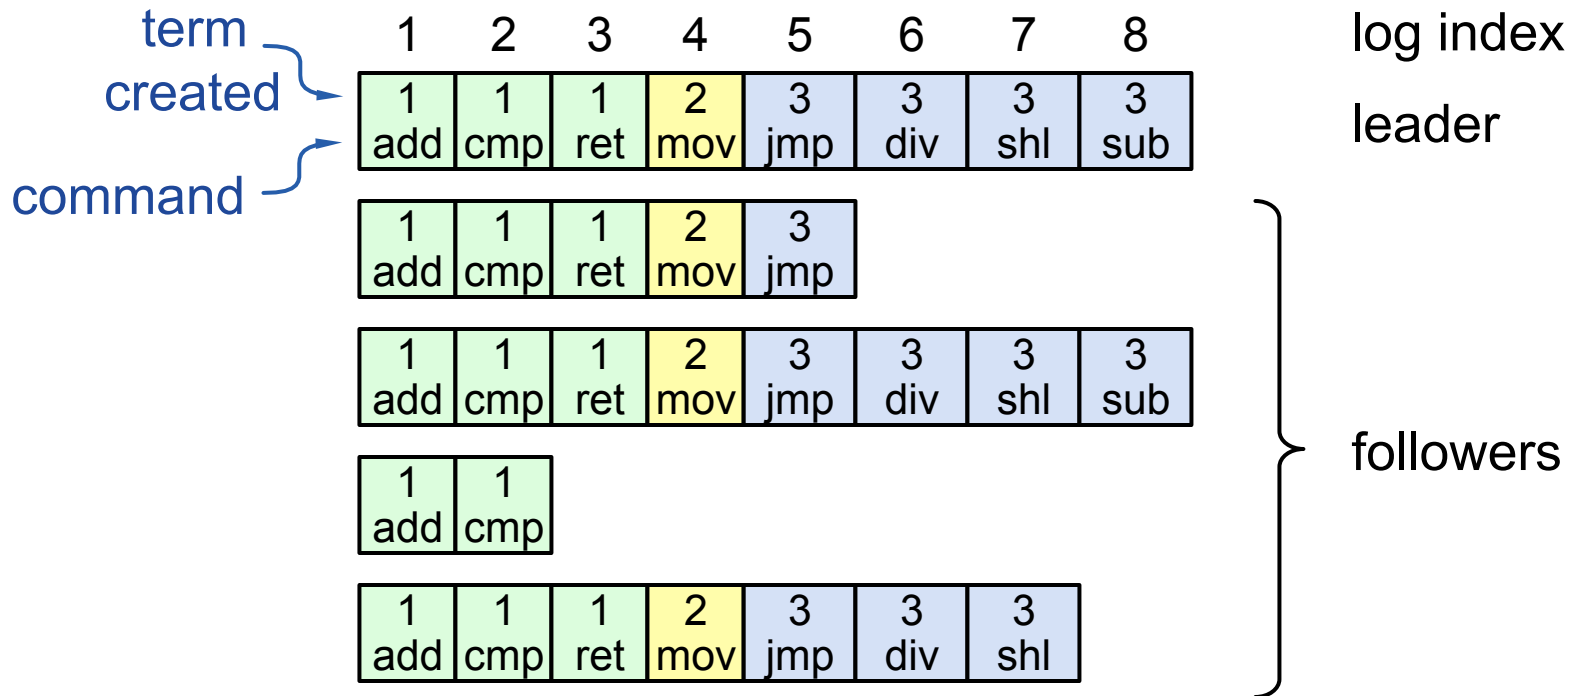 term
created
command
1 2 3 4 5 6 7 8 log index
1 1 1 2 3 3 3 3
add cmp ret mov jmp div shl sub
leader
1 1 1 2 3
add cmp ret mov jmp
1 1 1 2 3 3 3 3
add cmp ret mov jmp div shl sub
followers
1 1
add cmp
1 1 1 2 3 3 3
add cmp ret mov jmp div shl